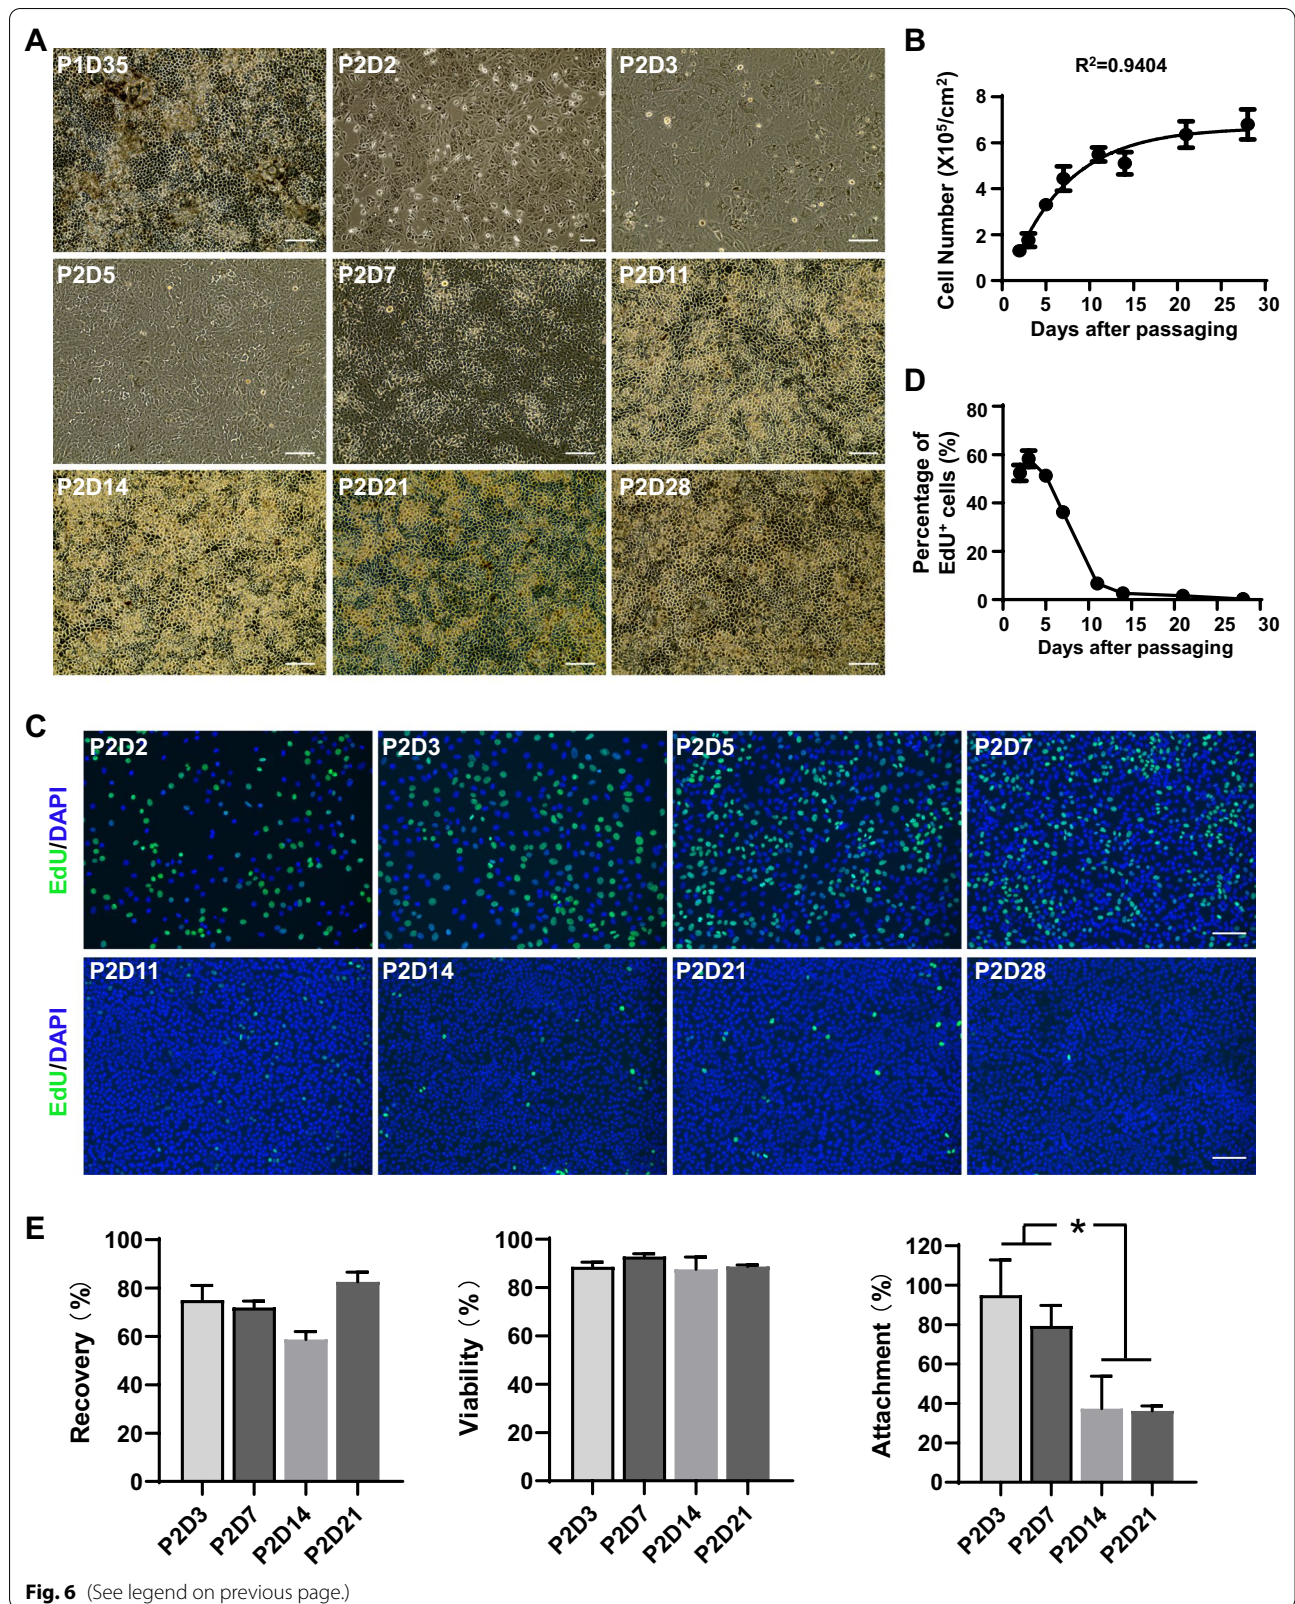 A
P1D35
P2D2
P2D3
P2D5
P2D7
P2D11
P2D14
P2D21
P2D28
B
R²=0.9404
Cell Number (X10⁵/cm²)
8
6
4
2
0
0 5 10 15 20 25 30
Days after passaging
D
Percentage of
EdU⁺ cells (%)
80
60
40
20
0
0 5 10 15 20 25 30
Days after passaging
C
EdU/DAPI
P2D2
P2D3
P2D5
P2D7
EdU/DAPI
P2D11
P2D14
P2D21
P2D28
E
Recovery（%）
100
80
60
40
20
0
P2D3
P2D7
P2D14
P2D21
Viability（%）
100
80
60
40
20
0
P2D3
P2D7
P2D14
P2D21
Attachment（%）
120
100
80
60
40
20
0
*
P2D3
P2D7
P2D14
P2D21
Fig. 6 (See legend on previous page.)